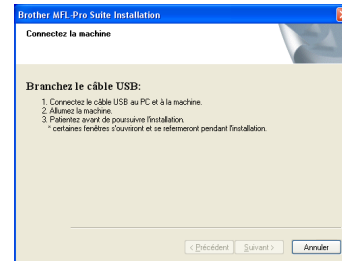 Brother MFL-Pro Suite Installation
Connectez la machine
Branchez le câble USB:
1. Connectez le câble USB au PC et à la machine.
2. Allumez la machine.
3. Patientez avant de poursuivre l'installation.
* certaines fenêtres s'ouvriront et se refermeront pendant l'installation.
< Précédent Suivant > Annuler